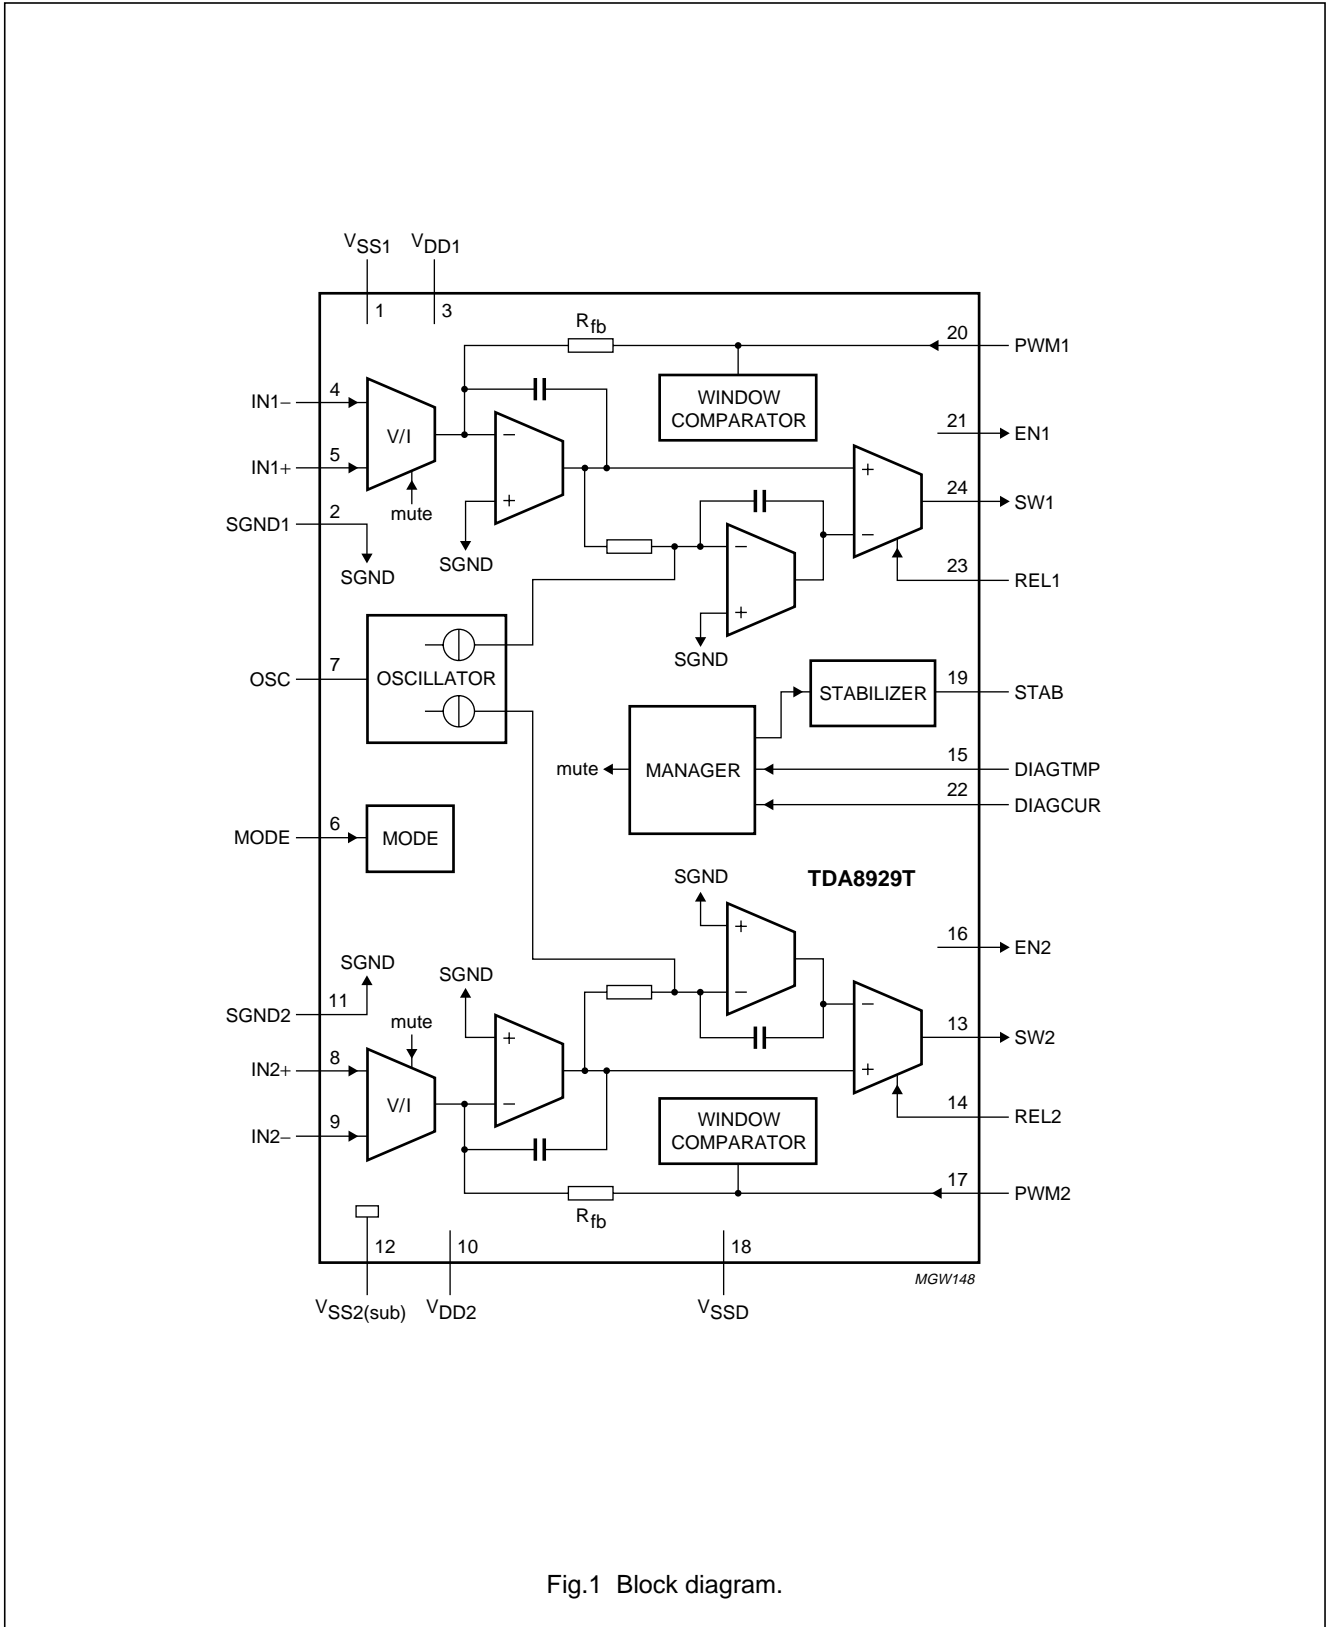 VSS1 VDD1
1 3
Rfb
20 PWM1
WINDOW
COMPARATOR
IN1− 4
V/I
−
21 EN1
IN1+ 5
+
+
24 SW1
mute
SGND1 2
SGND
SGND
−
−
23 REL1
+
SGND
OSC 7
OSCILLATOR
STABILIZER
19 STAB
mute
MANAGER
15 DIAGTMP
22 DIAGCUR
MODE 6
MODE
SGND
TDA8929T
+
16 EN2
SGND
SGND
SGND2 11
mute
−
−
13 SW2
IN2+ 8
+
+
V/I
−
WINDOW
COMPARATOR
14 REL2
IN2− 9
17 PWM2
Rfb
12 10 18
MGW148
VSS2(sub) VDD2 VSSD
Fig.1 Block diagram.